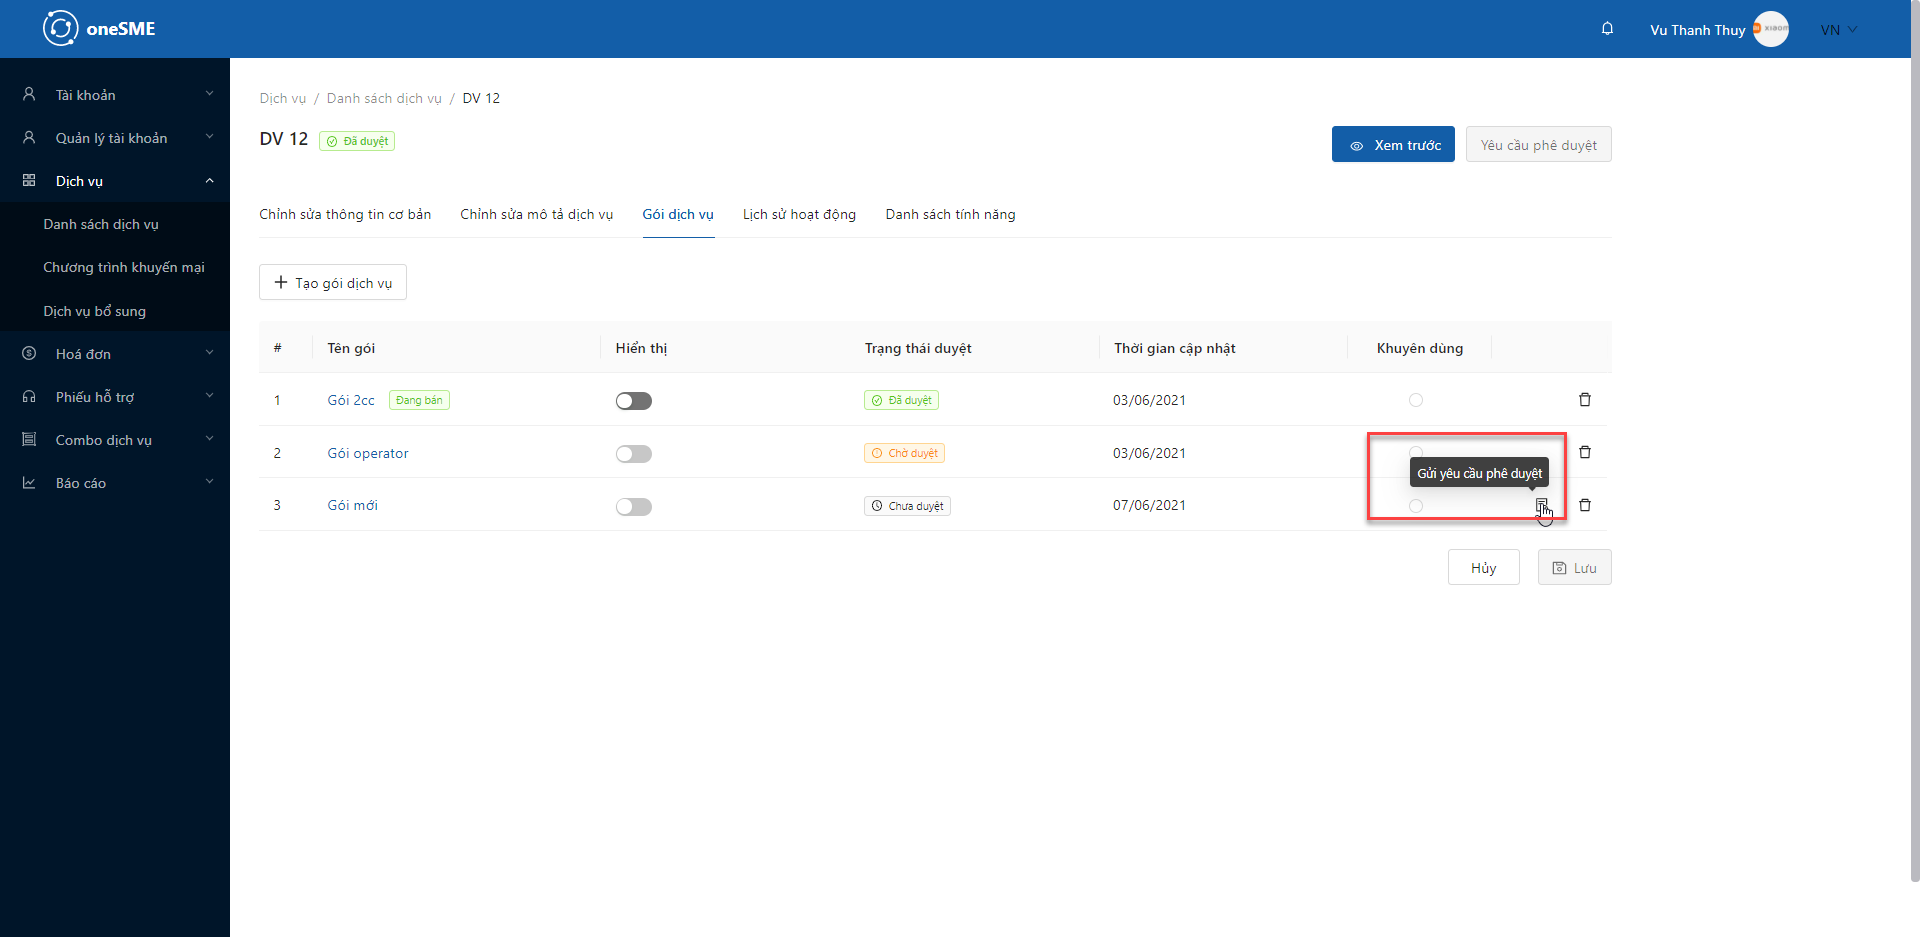 oneSME
Vu Thanh Thuy
xiaom
VN
Tài khoản
Quản lý tài khoản
Dịch vụ
Danh sách dịch vụ
Chương trình khuyến mại
Dịch vụ bổ sung
Hoá đơn
Phiếu hỗ trợ
Combo dịch vụ
Báo cáo
Dịch vụ / Danh sách dịch vụ / DV 12
DV 12 Đã duyệt
Xem trước
Yêu cầu phê duyệt
Chỉnh sửa thông tin cơ bản Chỉnh sửa mô tả dịch vụ Gói dịch vụ Lịch sử hoạt động Danh sách tính năng
Tạo gói dịch vụ
# Tên gói Hiển thị Trạng thái duyệt Thời gian cập nhật Khuyên dùng
1 Gói 2cc Đang bán Đã duyệt 03/06/2021
2 Gói operator Chờ duyệt 03/06/2021
Gửi yêu cầu phê duyệt
3 Gói mới Chưa duyệt 07/06/2021
Hủy
Lưu